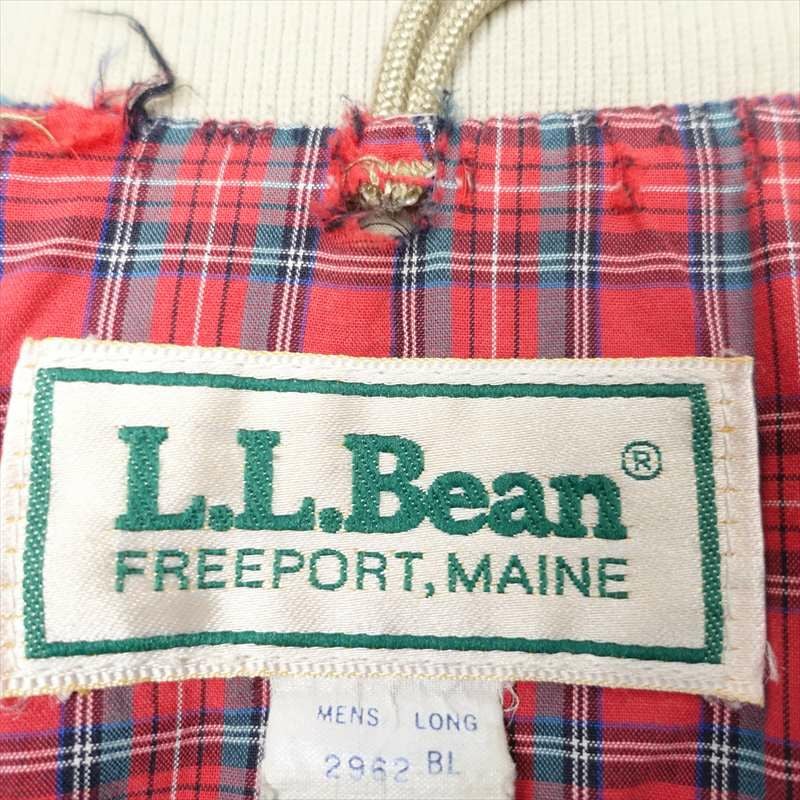 L.L.Bean®
FREEPORT, MAINE
MENS LONG
2962 BL